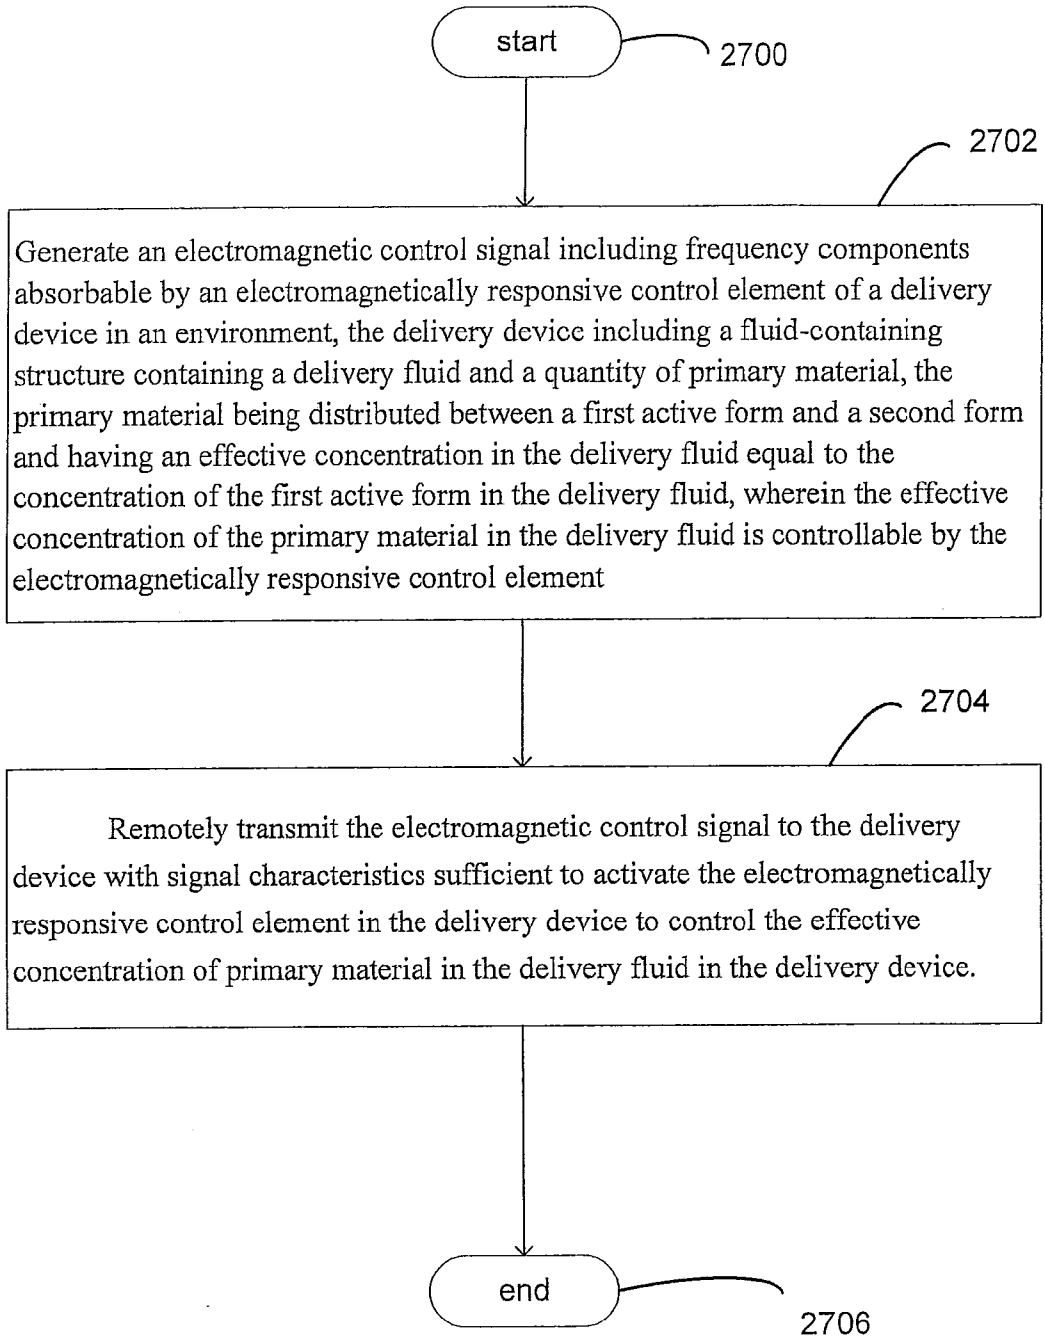 start
2700
2702
Generate an electromagnetic control signal including frequency components
absorbable by an electromagnetically responsive control element of a delivery
device in an environment, the delivery device including a fluid-containing
structure containing a delivery fluid and a quantity of primary material, the
primary material being distributed between a first active form and a second form
and having an effective concentration in the delivery fluid equal to the
concentration of the first active form in the delivery fluid, wherein the effective
concentration of the primary material in the delivery fluid is controllable by the
electromagnetically responsive control element
2704
Remotely transmit the electromagnetic control signal to the delivery
device with signal characteristics sufficient to activate the electromagnetically
responsive control element in the delivery device to control the effective
concentration of primary material in the delivery fluid in the delivery device.
end
2706